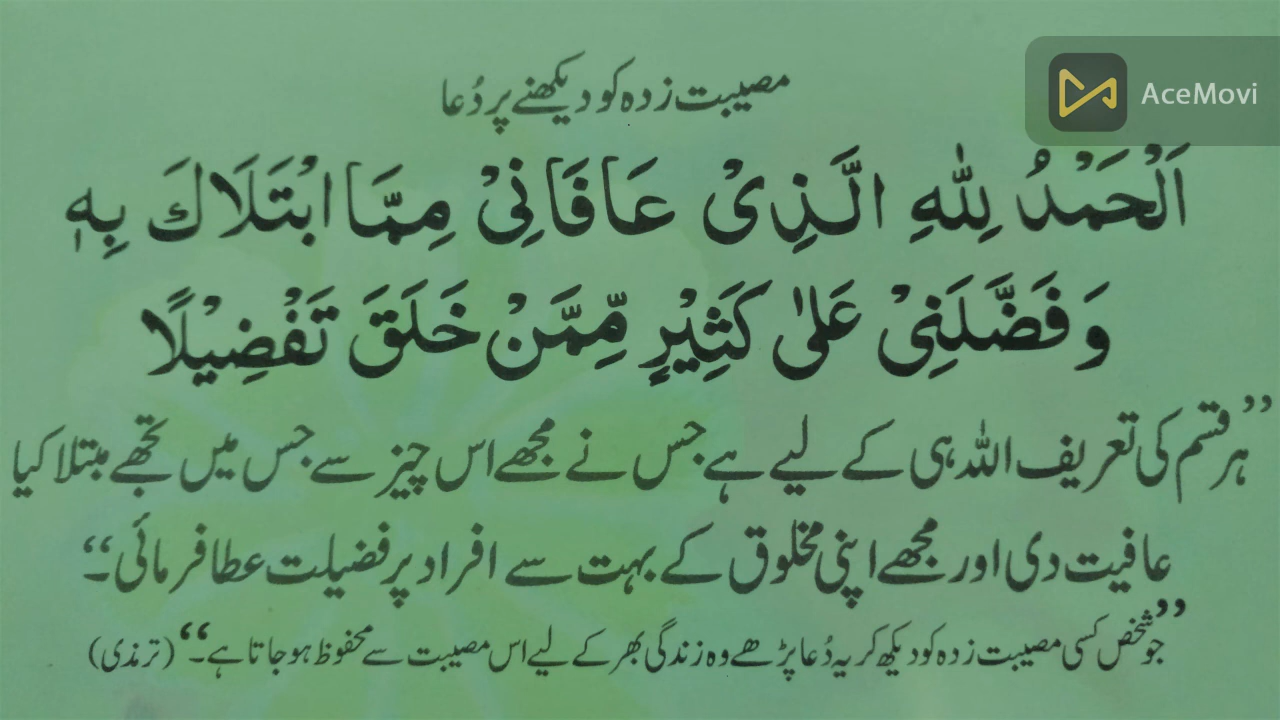 AceMovi
مصیبت زدہ کو دیکھنے پر دُعا
اَلْحَمْدُ لِلّٰهِ الَّذِیْ عَافَانِیْ مِمَّا ابْتَلَاكَ بِهٖ
وَفَضَّلَنِیْ عَلٰی كَثِیْرٍ مِّمَّنْ خَلَقَ تَفْضِیْلًا
”ہر قسم کی تعریف اللہ ہی کے لیے ہے جس نے مجھے اس چیز سے جس میں تجھے مبتلا کیا
عافیت دی اور مجھے اپنی مخلوق کے بہت سے افراد پر فضیلت عطا فرمائی۔“
”جو شخص کسی مصیبت زدہ کو دیکھ کر یہ دُعا پڑھے وہ زندگی بھر کے لیے اس مصیبت سے محفوظ ہو جاتا ہے۔“ (ترمذی)